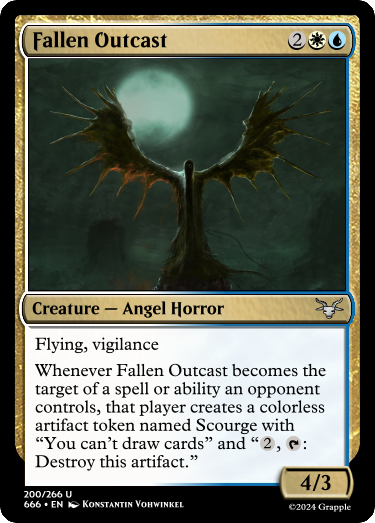 Fallen Outcast 2
Creature — Angel Horror
Flying, vigilance
Whenever Fallen Outcast becomes the
target of a spell or ability an opponent
controls, that player creates a colorless
artifact token named Scourge with
“You can’t draw cards” and “2, :
Destroy this artifact.”
4/3
200/266 U
666 • EN Konstantin Vohwinkel
©2024 Grapple